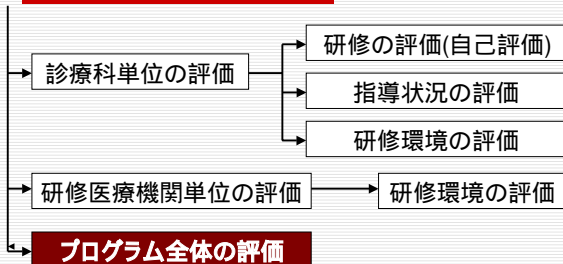 研修の評価(自己評価)
診療科単位の評価
指導状況の評価
研修環境の評価
研修医療機関単位の評価
研修環境の評価
プログラム全体の評価